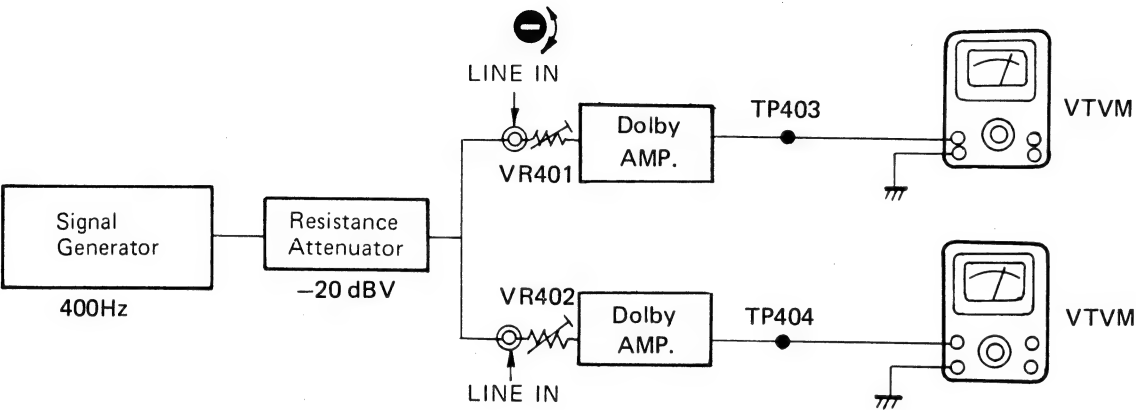 LINE IN
TP403
VTVM
Dolby
AMP.
VR401
Signal
Generator
400Hz
Resistance
Attenuator
−20 dBV
VR402
Dolby
AMP.
TP404
VTVM
LINE IN